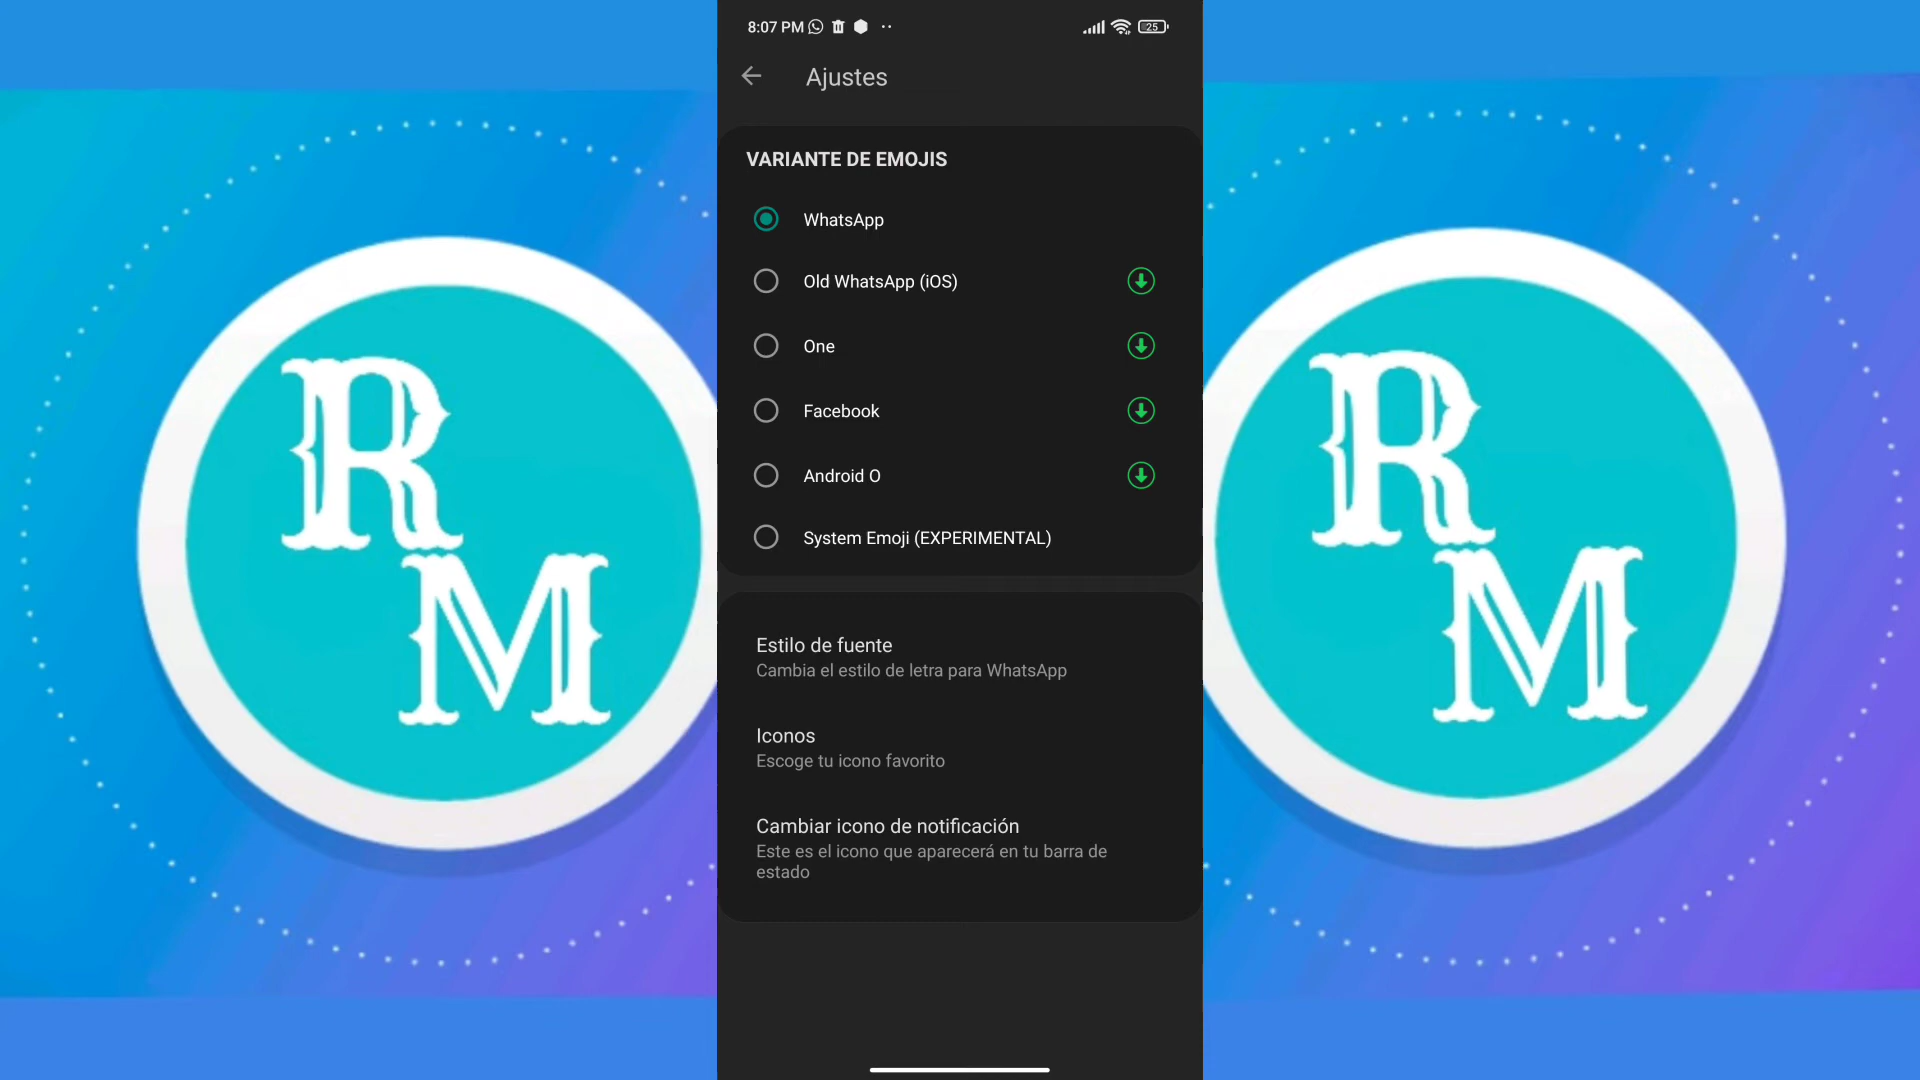 8:07 PM
25
Ajustes
VARIANTE DE EMOJIS
WhatsApp
Old WhatsApp (iOS)
One
Facebook
Android O
System Emoji (EXPERIMENTAL)
Estilo de fuente
Cambia el estilo de letra para WhatsApp
Iconos
Escoge tu icono favorito
Cambiar icono de notificación
Este es el icono que aparecerá en tu barra de
estado
R
M
R
M